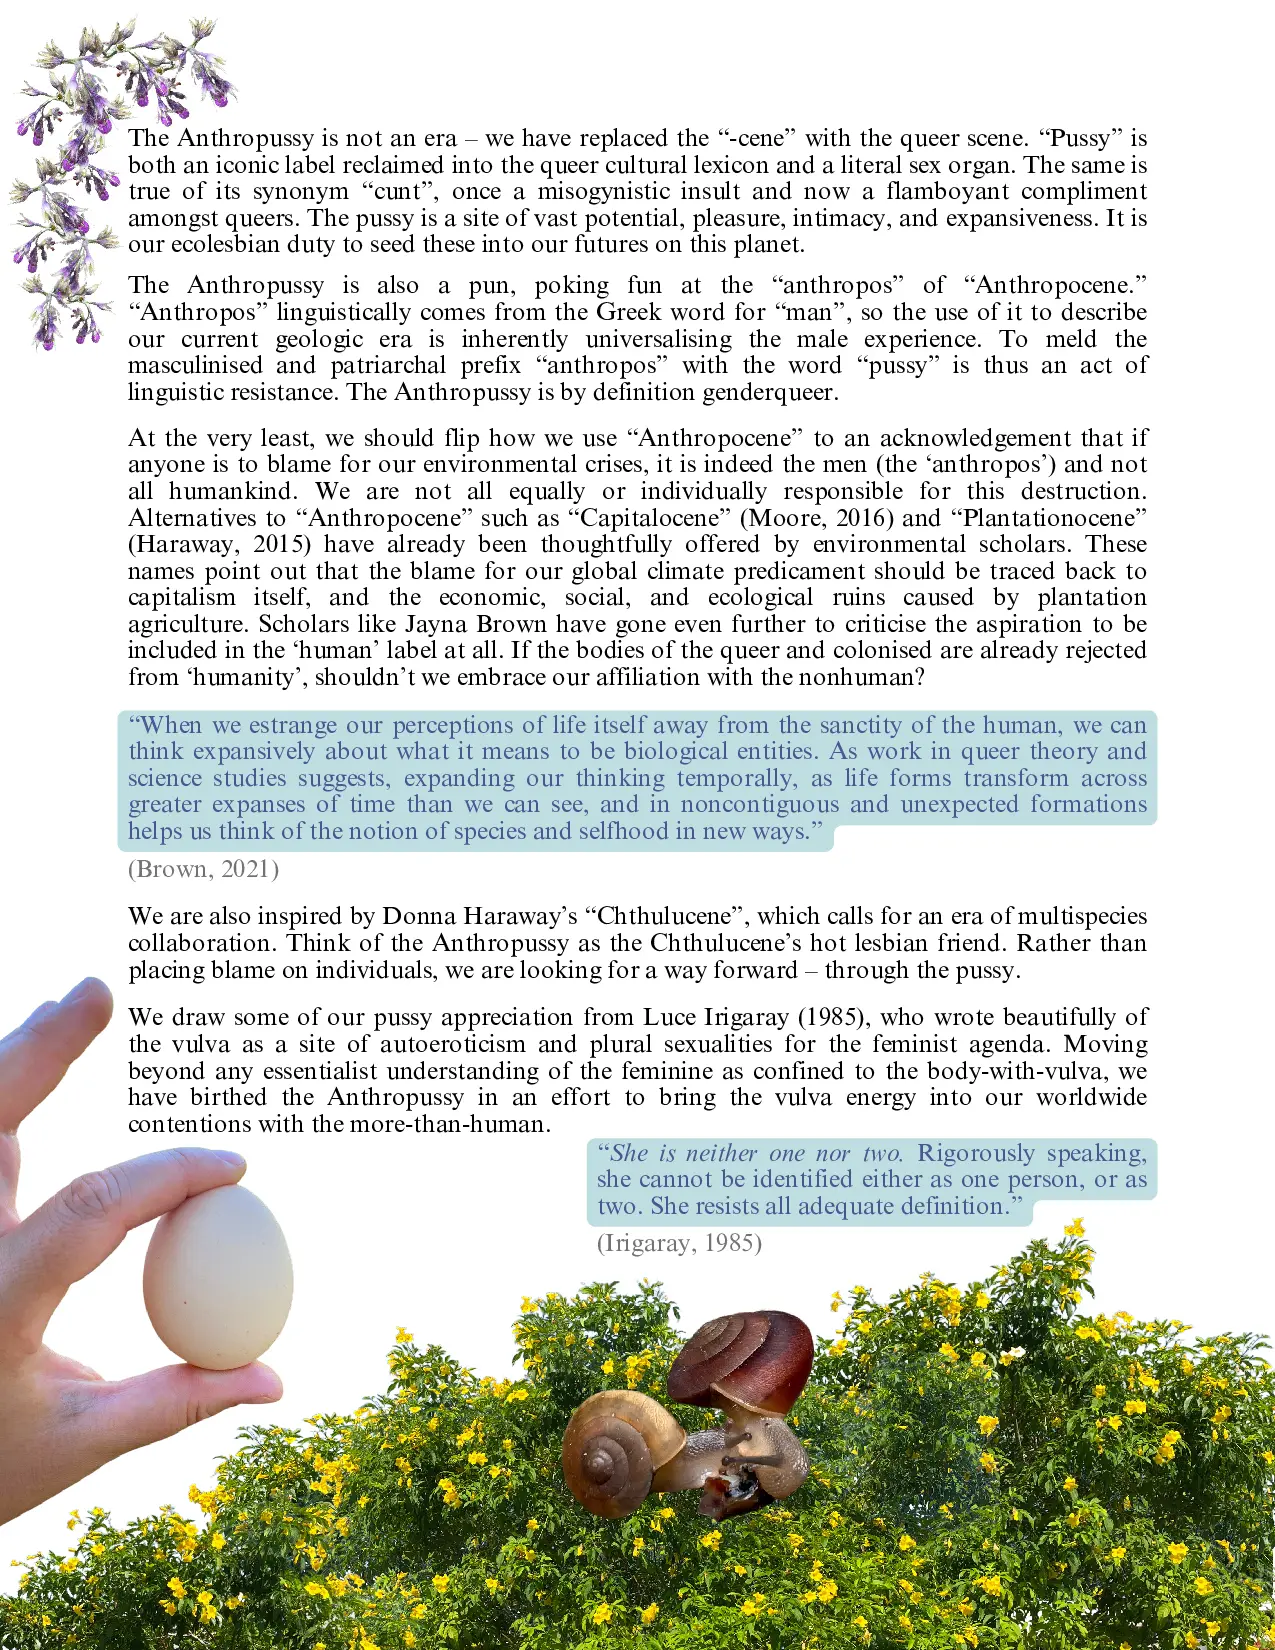 The Anthropussy is not an era – we have replaced the “-cene” with the queer scene. “Pussy” is
both an iconic label reclaimed into the queer cultural lexicon and a literal sex organ. The same is
true of its synonym “cunt”, once a misogynistic insult and now a flamboyant compliment
amongst queers. The pussy is a site of vast potential, pleasure, intimacy, and expansiveness. It is
our ecolesbian duty to seed these into our futures on this planet.
The Anthropussy is also a pun, poking fun at the “anthropos” of “Anthropocene.”
“Anthropos” linguistically comes from the Greek word for “man”, so the use of it to describe
our current geologic era is inherently universalising the male experience. To meld the
masculinised and patriarchal prefix “anthropos” with the word “pussy” is thus an act of
linguistic resistance. The Anthropussy is by definition genderqueer.
At the very least, we should flip how we use “Anthropocene” to an acknowledgement that if
anyone is to blame for our environmental crises, it is indeed the men (the ‘anthropos’) and not
all humankind. We are not all equally or individually responsible for this destruction.
Alternatives to “Anthropocene” such as “Capitalocene” (Moore, 2016) and “Plantationocene”
(Haraway, 2015) have already been thoughtfully offered by environmental scholars. These
names point out that the blame for our global climate predicament should be traced back to
capitalism itself, and the economic, social, and ecological ruins caused by plantation
agriculture. Scholars like Jayna Brown have gone even further to criticise the aspiration to be
included in the ‘human’ label at all. If the bodies of the queer and colonised are already rejected
from ‘humanity’, shouldn’t we embrace our affiliation with the nonhuman?
“When we estrange our perceptions of life itself away from the sanctity of the human, we can
think expansively about what it means to be biological entities. As work in queer theory and
science studies suggests, expanding our thinking temporally, as life forms transform across
greater expanses of time than we can see, and in noncontiguous and unexpected formations
helps us think of the notion of species and selfhood in new ways.”
(Brown, 2021)
We are also inspired by Donna Haraway’s “Chthulucene”, which calls for an era of multispecies
collaboration. Think of the Anthropussy as the Chthulucene’s hot lesbian friend. Rather than
placing blame on individuals, we are looking for a way forward – through the pussy.
We draw some of our pussy appreciation from Luce Irigaray (1985), who wrote beautifully of
the vulva as a site of autoeroticism and plural sexualities for the feminist agenda. Moving
beyond any essentialist understanding of the feminine as confined to the body-with-vulva, we
have birthed the Anthropussy in an effort to bring the vulva energy into our worldwide
contentions with the more-than-human.
“She is neither one nor two. Rigorously speaking,
she cannot be identified either as one person, or as
two. She resists all adequate definition.”
(Irigaray, 1985)